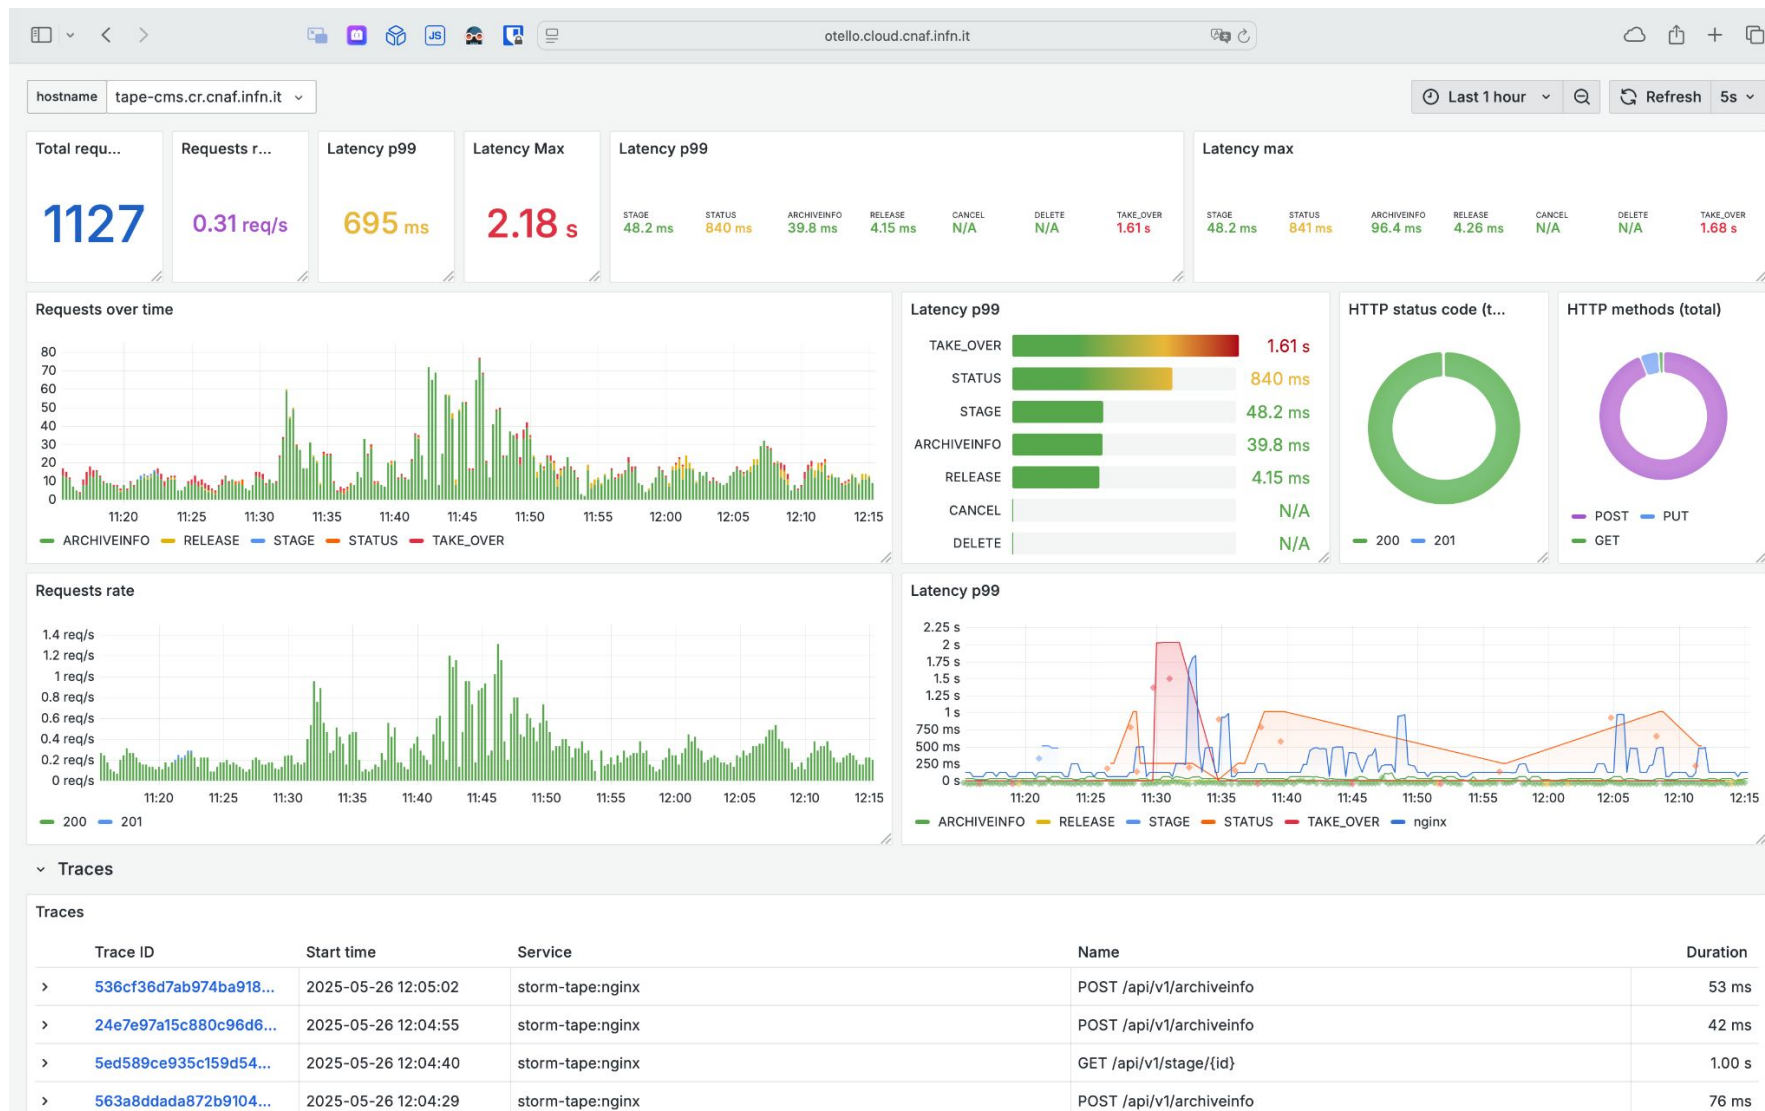 otello.cloud.cnaf.infn.it
hostname tape-cms.cr.cnaf.infn.it
Last 1 hour Refresh 5s
Total requ... Requests r... Latency p99 Latency Max Latency p99 Latency max
1127 0.31 req/s 695 ms 2.18 s
STAGE STATUS ARCHIVEINFO RELEASE CANCEL DELETE TAKE_OVER
48.2 ms 840 ms 39.8 ms 4.15 ms N/A N/A 1.61 s
STAGE STATUS ARCHIVEINFO RELEASE CANCEL DELETE TAKE_OVER
48.2 ms 841 ms 96.4 ms 4.26 ms N/A N/A 1.68 s
Requests over time
80
70
60
50
40
30
20
10
0
11:20 11:25 11:30 11:35 11:40 11:45 11:50 11:55 12:00 12:05 12:10 12:15
ARCHIVEINFO RELEASE STAGE STATUS TAKE_OVER
Latency p99
TAKE_OVER 1.61 s
STATUS 840 ms
STAGE 48.2 ms
ARCHIVEINFO 39.8 ms
RELEASE 4.15 ms
CANCEL N/A
DELETE N/A
HTTP status code (t...
200 201
HTTP methods (total)
POST PUT
GET
Requests rate
1.4 req/s
1.2 req/s
1 req/s
0.8 req/s
0.6 req/s
0.4 req/s
0.2 req/s
0 req/s
11:20 11:25 11:30 11:35 11:40 11:45 11:50 11:55 12:00 12:05 12:10 12:15
200 201
Latency p99
2.25 s
2 s
1.75 s
1.5 s
1.25 s
1 s
750 ms
500 ms
250 ms
0 s
11:20 11:25 11:30 11:35 11:40 11:45 11:50 11:55 12:00 12:05 12:10 12:15
ARCHIVEINFO RELEASE STAGE STATUS TAKE_OVER nginx
Traces
Traces
Trace ID Start time Service Name Duration
536cf36d7ab974ba918... 2025-05-26 12:05:02 storm-tape:nginx POST /api/v1/archiveinfo 53 ms
24e7e97a15c880c96d6... 2025-05-26 12:04:55 storm-tape:nginx POST /api/v1/archiveinfo 42 ms
5ed589ce935c159d54... 2025-05-26 12:04:40 storm-tape:nginx GET /api/v1/stage/{id} 1.00 s
563a8ddada872b9104... 2025-05-26 12:04:29 storm-tape:nginx POST /api/v1/archiveinfo 76 ms